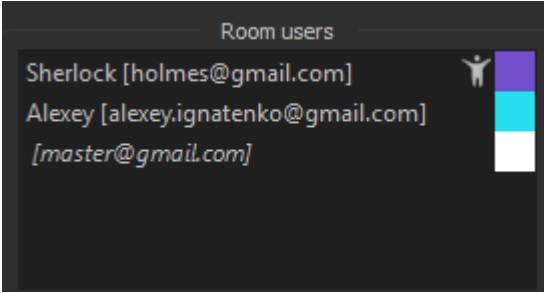 Room users
Sherlock [holmes@gmail.com]
Alexey [alexey.ignatenko@gmail.com]
[master@gmail.com]